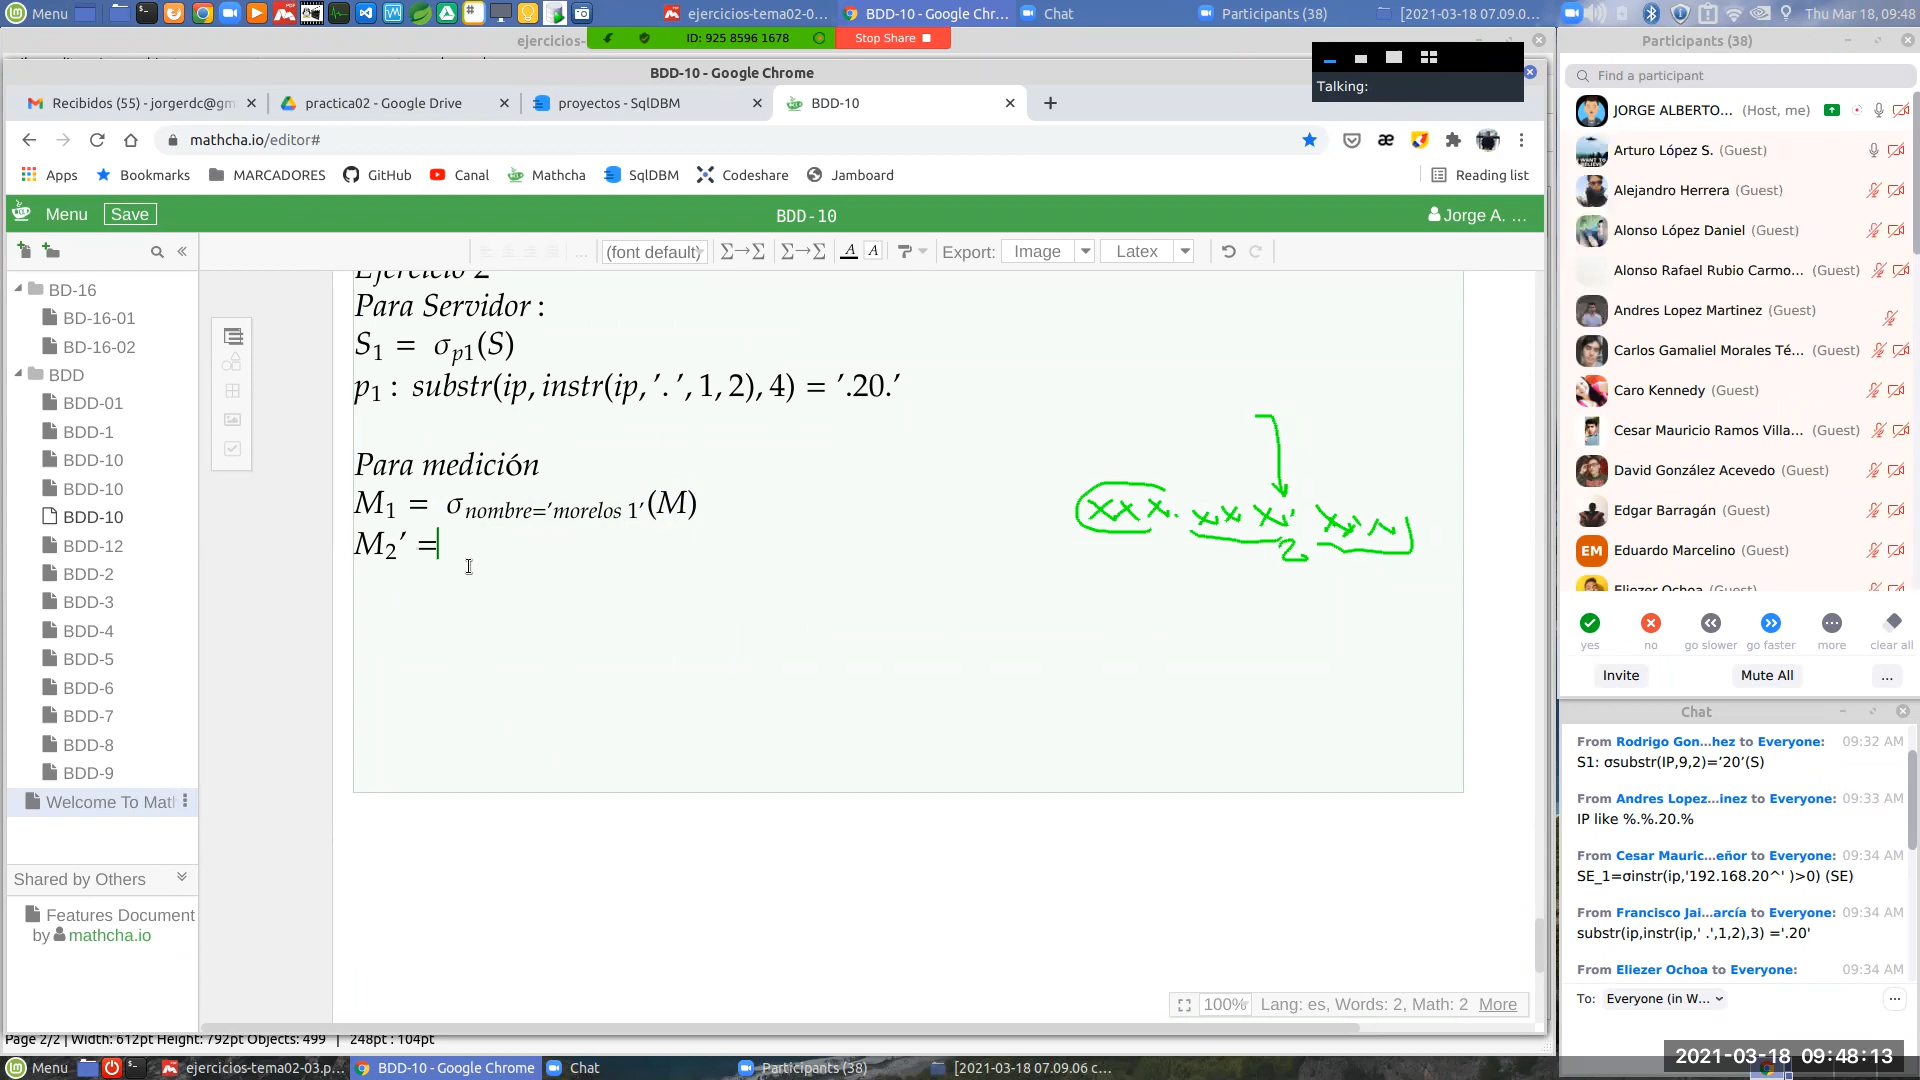 Menu
ejercicios-tema02-0...
BDD-10 - Google Chr...
Chat
Participants (38)
[2021-03-18 07.09.0...
Thu Mar 18, 09:48
ejercicios-
ID: 925 8596 1678
Stop Share
BDD-10 - Google Chrome
Talking:
Recibidos (55) - jorgerdc@gm
practica02 - Google Drive
proyectos - SqlDBM
BDD-10
mathcha.io/editor#
Apps
Bookmarks
MARCADORES
GitHub
Canal
Mathcha
SqlDBM
Codeshare
Jamboard
Reading list
Menu
Save
BDD-10
Jorge A. ...
(font default)
Σ→Σ
Σ→Σ
A
A
Export:
Image
Latex
BD-16
BD-16-01
BD-16-02
BDD
BDD-01
BDD-1
BDD-10
BDD-10
BDD-10
BDD-12
BDD-2
BDD-3
BDD-4
BDD-5
BDD-6
BDD-7
BDD-8
BDD-9
Welcome To Math
Shared by Others
Features Document
by mathcha.io
Ejercicio 2
Para Servidor :
S₁ = σₚ₁(S)
p₁ : substr(ip, instr(ip, '.', 1, 2), 4) = '.20.'
Para medición
M₁ = σ nombre='morelos 1' (M)
M₂' =
xxx. xxx. xx.N
2
100%
Lang: es, Words: 2, Math: 2 More
Page 2/2 | Width: 612pt Height: 792pt Objects: 499 | 248pt : 104pt
Participants (38)
Find a participant
JORGE ALBERTO... (Host, me)
Arturo López S. (Guest)
Alejandro Herrera (Guest)
Alonso López Daniel (Guest)
Alonso Rafael Rubio Carmo... (Guest)
Andres Lopez Martinez (Guest)
Carlos Gamaliel Morales Té... (Guest)
Caro Kennedy (Guest)
Cesar Mauricio Ramos Villa... (Guest)
David González Acevedo (Guest)
Edgar Barragán (Guest)
EM Eduardo Marcelino (Guest)
Eliezer Ochoa (Guest)
yes
no
go slower
go faster
more
clear all
Invite
Mute All
...
Chat
From Rodrigo Gon...hez to Everyone: 09:32 AM
S1: σsubstr(IP,9,2)='20'(S)
From Andres Lopez...inez to Everyone: 09:33 AM
IP like %.%.20.%
From Cesar Mauric...eñor to Everyone: 09:34 AM
SE_1=σinstr(ip,'192.168.20^' )>0) (SE)
From Francisco Jai...arcía to Everyone: 09:34 AM
substr(ip,instr(ip,' .',1,2),3) ='.20'
From Eliezer Ochoa to Everyone: 09:34 AM
To: Everyone (in W...
...
2021-03-18 09:48:13
Menu
ejercicios-tema02-03.p...
BDD-10 - Google Chrome
Chat
Participants (38)
[2021-03-18 07.09.06 c...